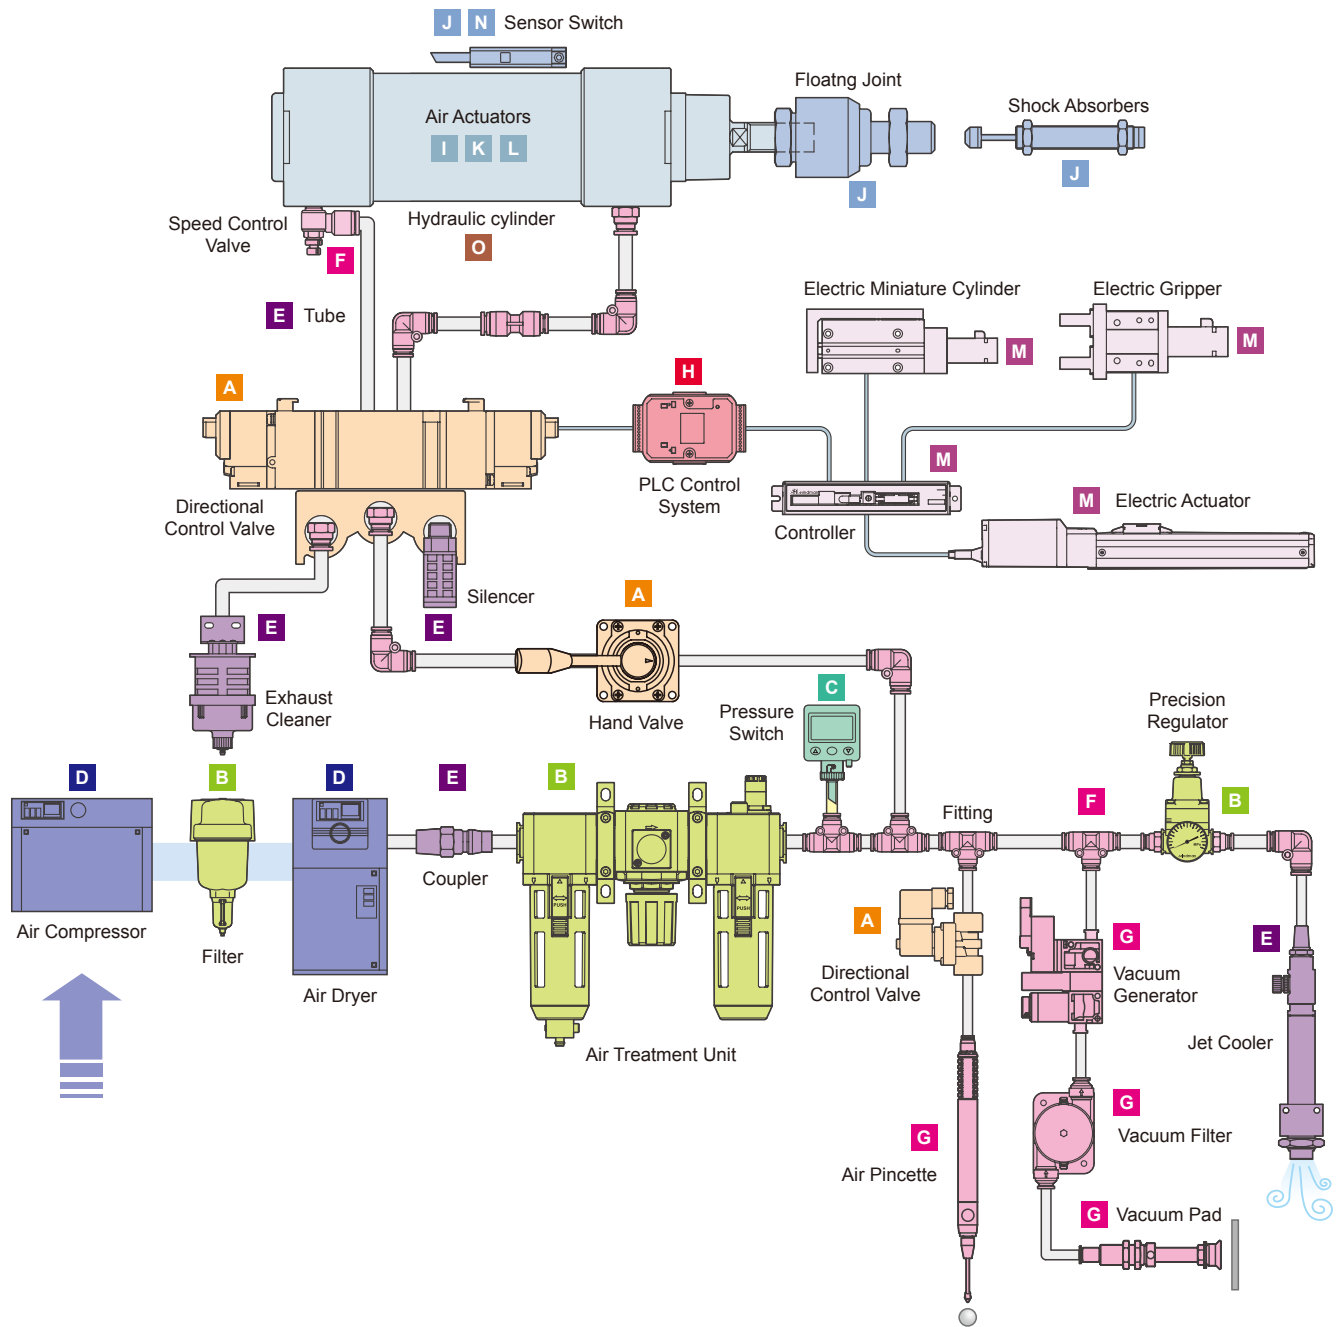 J N Sensor Switch
Floatng Joint
Shock Absorbers
Air Actuators
I K L
J
J
Speed Control
Valve
Hydraulic cylinder
O
F
E Tube
Electric Miniature Cylinder
Electric Gripper
M
M
A
H
M
PLC Control
System
Controller
M Electric Actuator
Directional
Control Valve
Silencer
E
E
A
Exhaust
Cleaner
Hand Valve
C
Pressure
Switch
Precision
Regulator
D
B
D
E
B
Fitting
F
B
Coupler
PUSH
PUSH
Air Compressor
Filter
Air Dryer
Air Treatment Unit
A
Directional
Control Valve
G
Vacuum
Generator
E
Jet Cooler
G
Vacuum Filter
G
Air Pincette
G Vacuum Pad